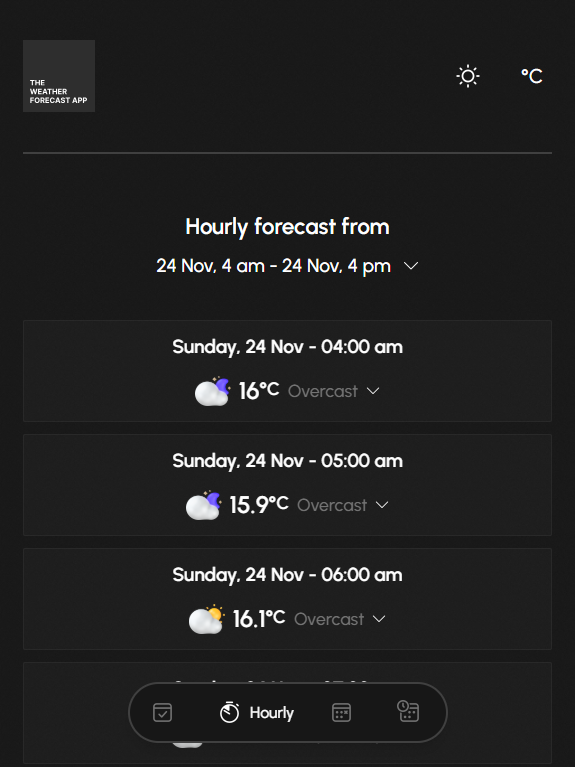 THE
WEATHER
FORECAST APP
°C
Hourly forecast from
24 Nov, 4 am - 24 Nov, 4 pm
Sunday, 24 Nov - 04:00 am
16°C Overcast
Sunday, 24 Nov - 05:00 am
15.9°C Overcast
Sunday, 24 Nov - 06:00 am
16.1°C Overcast
Hourly